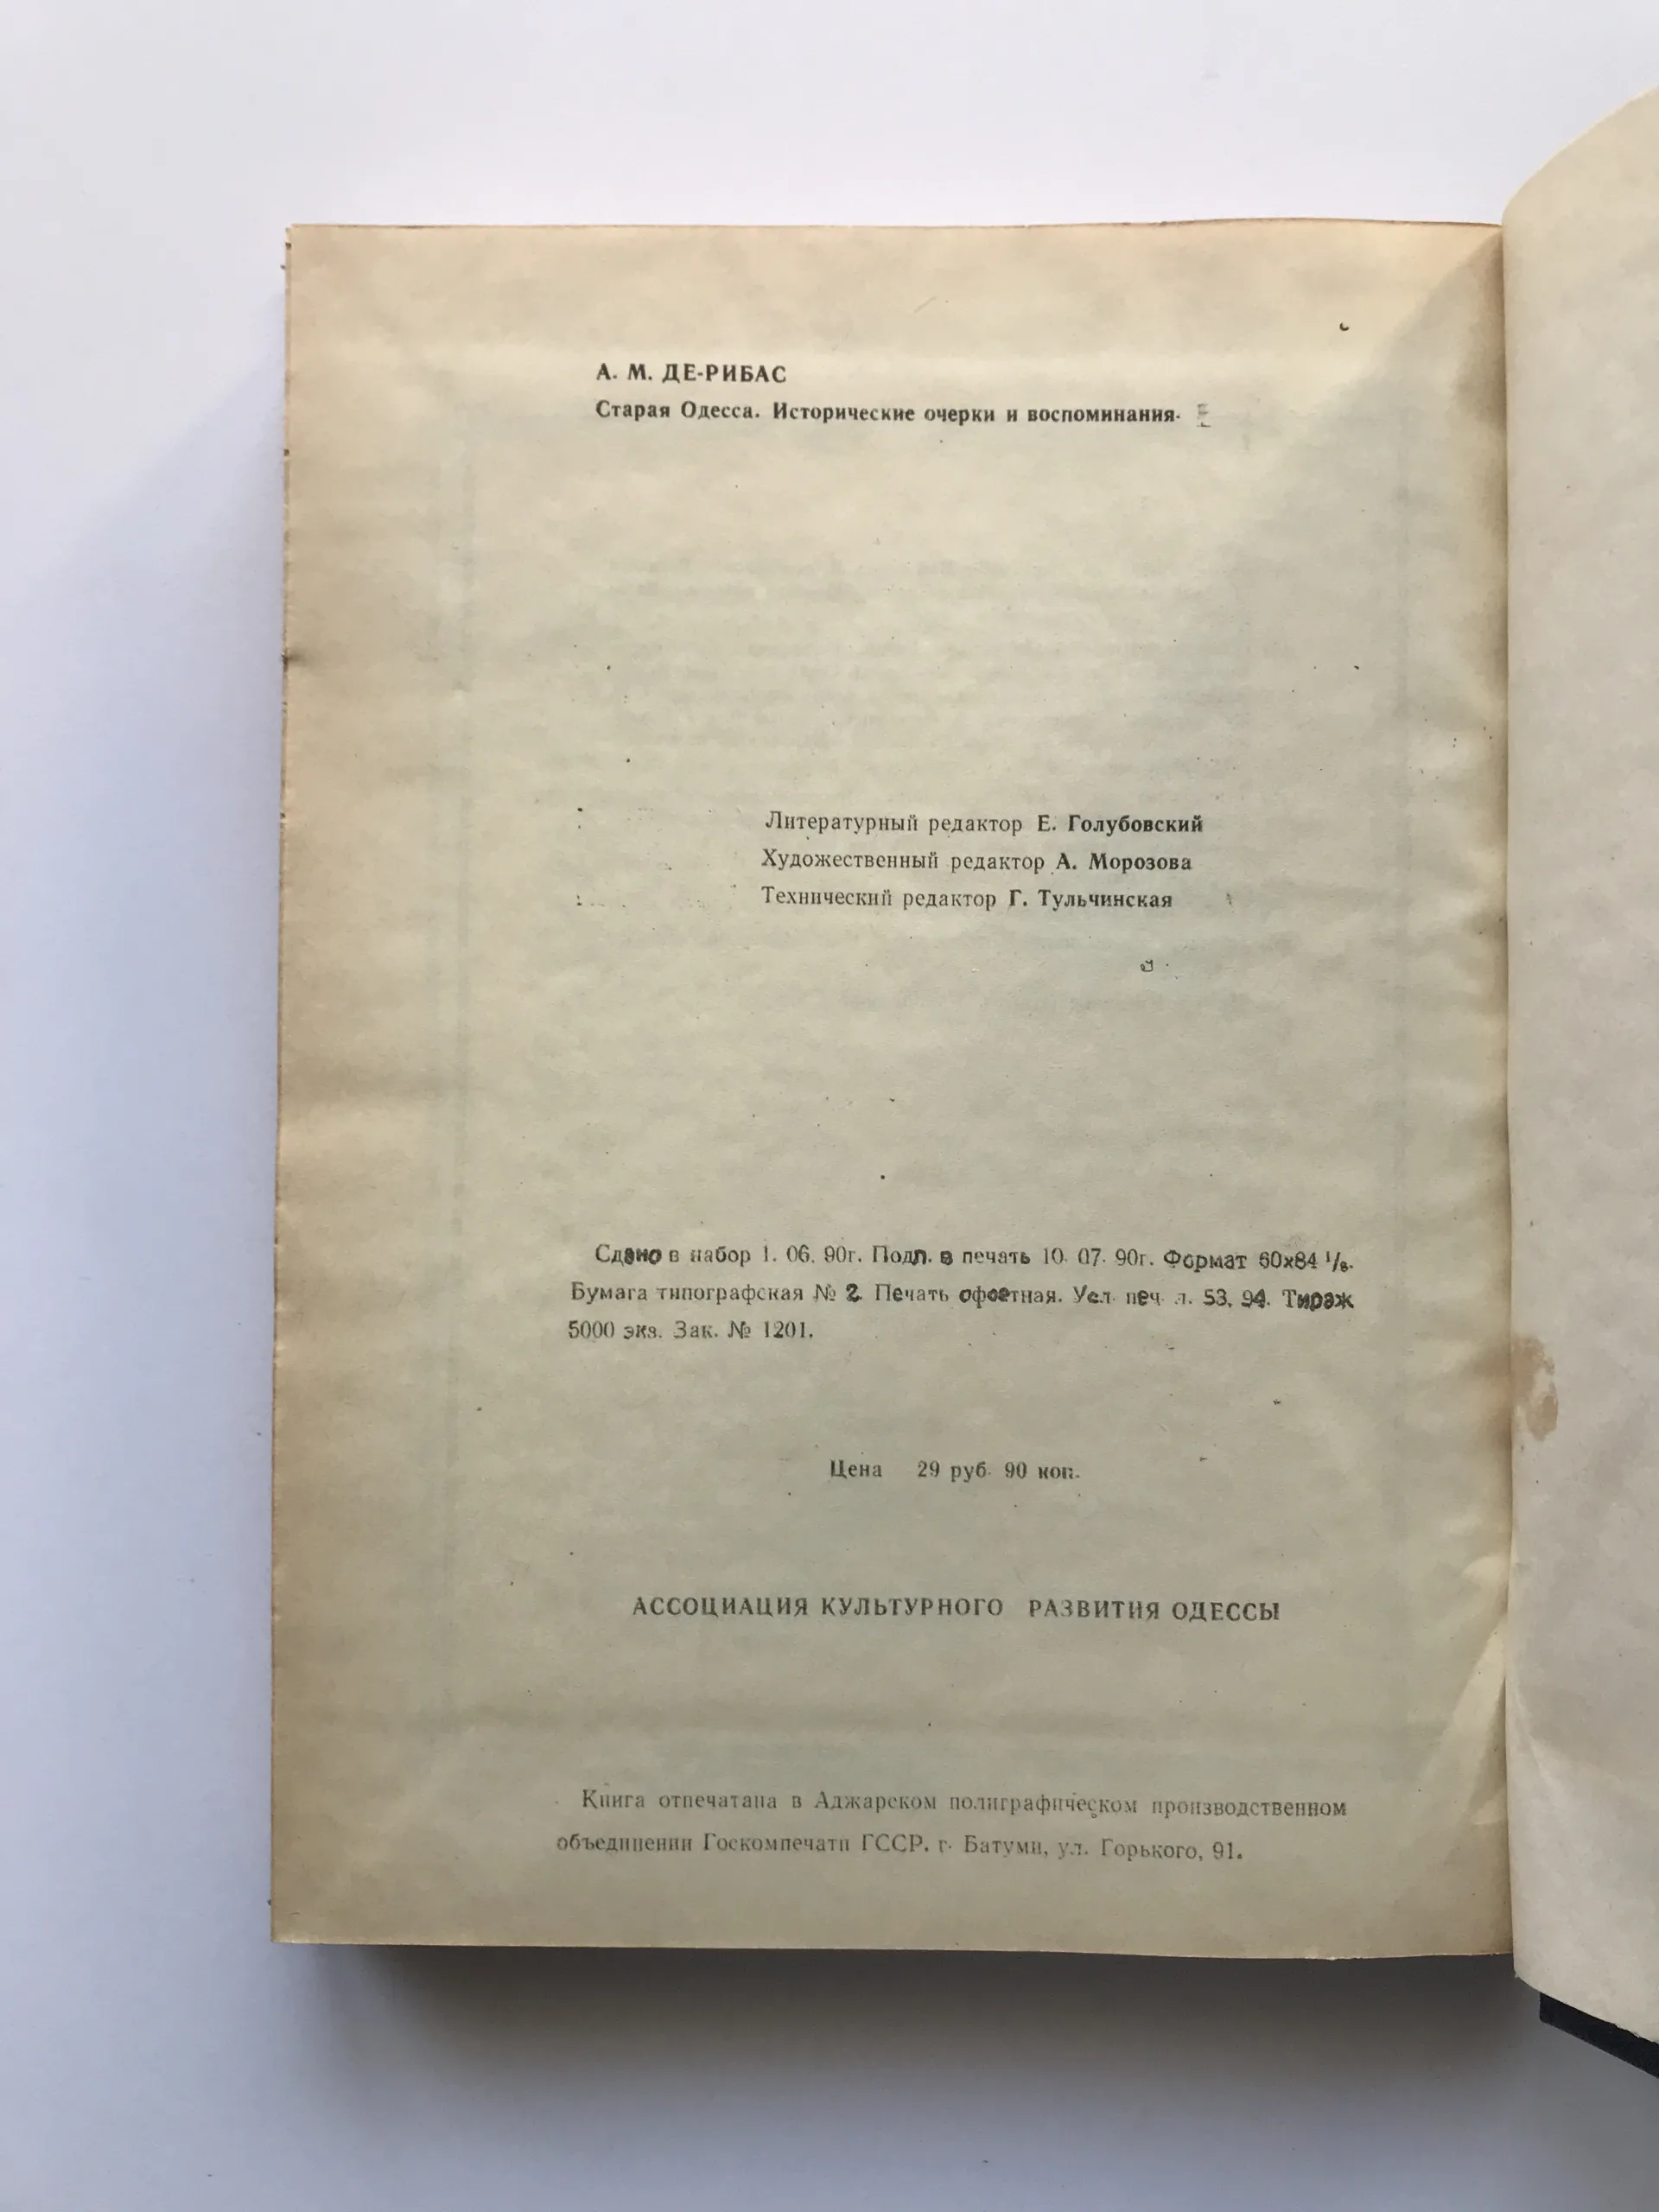 А. М. ДЕ-РИБАС
Старая Одесса. Исторические очерки и воспоминания.
Литературный редактор Е. Голубовский
Художественный редактор А. Морозова
Технический редактор Г. Тульчинская
Сдано в набор 1. 06. 90г. Подп. в печать 10. 07. 90г. Формат 60х84 1/8.
Бумага типографская № 2. Печать офсетная. Усл. печ. л. 53, 94. Тираж
5000 экз. Зак. № 1201.
Цена 29 руб. 90 коп.
АССОЦИАЦИЯ КУЛЬТУРНОГО РАЗВИТИЯ ОДЕССЫ
Книга отпечатана в Аджарском полиграфическом производственном
объединении Госкомпечати ГССР. г. Батуми, ул. Горького, 91.